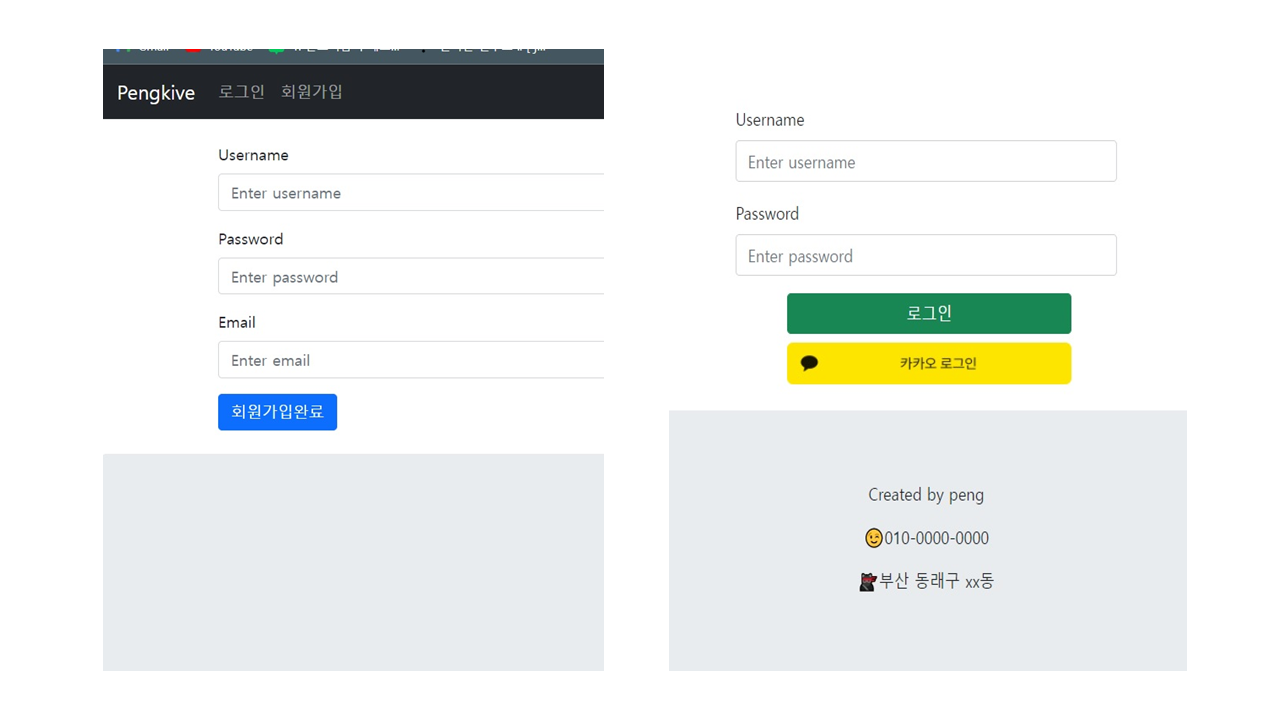 YouTube
Pengkive 로그인 회원가입
Username
Enter username
Password
Enter password
Email
Enter email
회원가입완료
Username
Enter username
Password
Enter password
로그인
카카오 로그인
Created by peng
😉010-0000-0000
부산 동래구 xx동